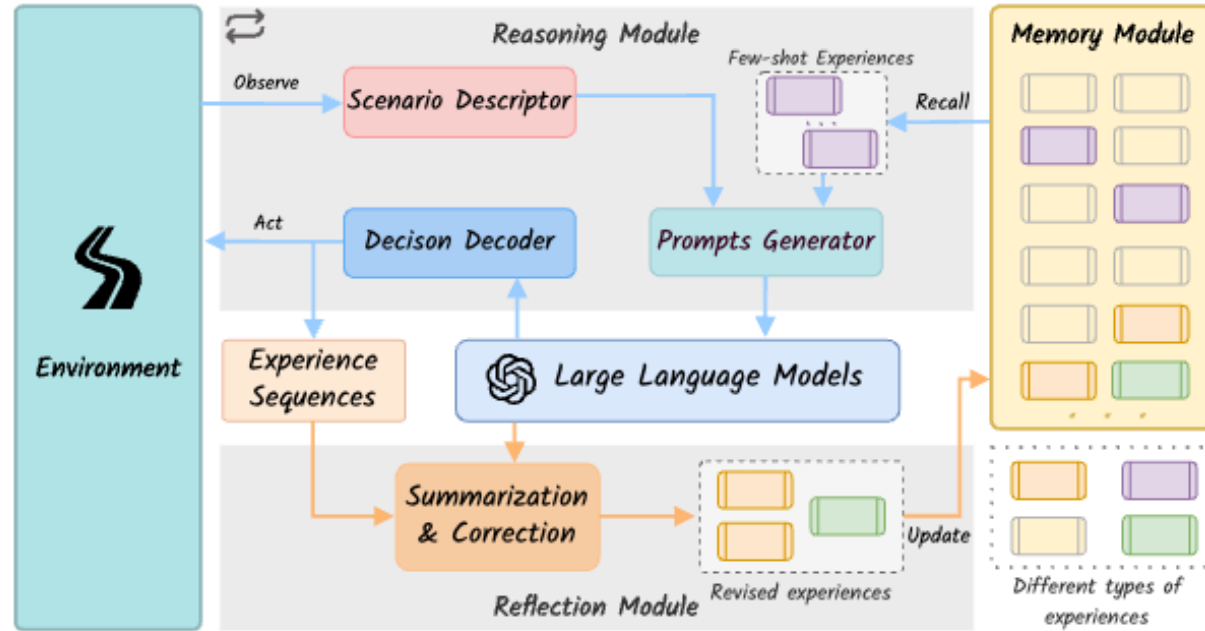 Reasoning Module
Memory Module
Few-shot Experiences
Observe
Scenario Descriptor
Recall
Act
Decison Decoder
Prompts Generator
Environment
Experience
Sequences
Large Language Models
Summarization
& Correction
Update
Revised experiences
Reflection Module
Different types of
experiences